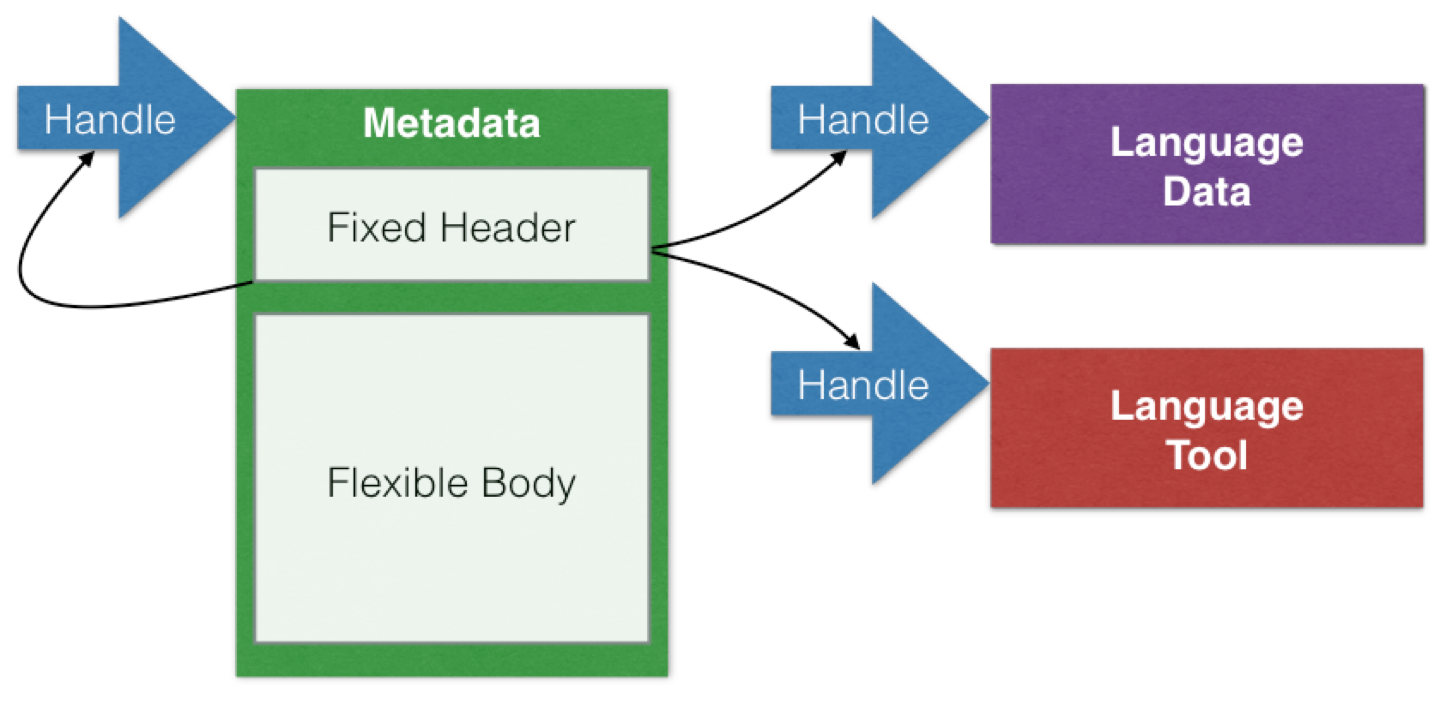 Handle
Metadata
Fixed Header
Flexible Body
Handle
Language
Data
Handle
Language
Tool